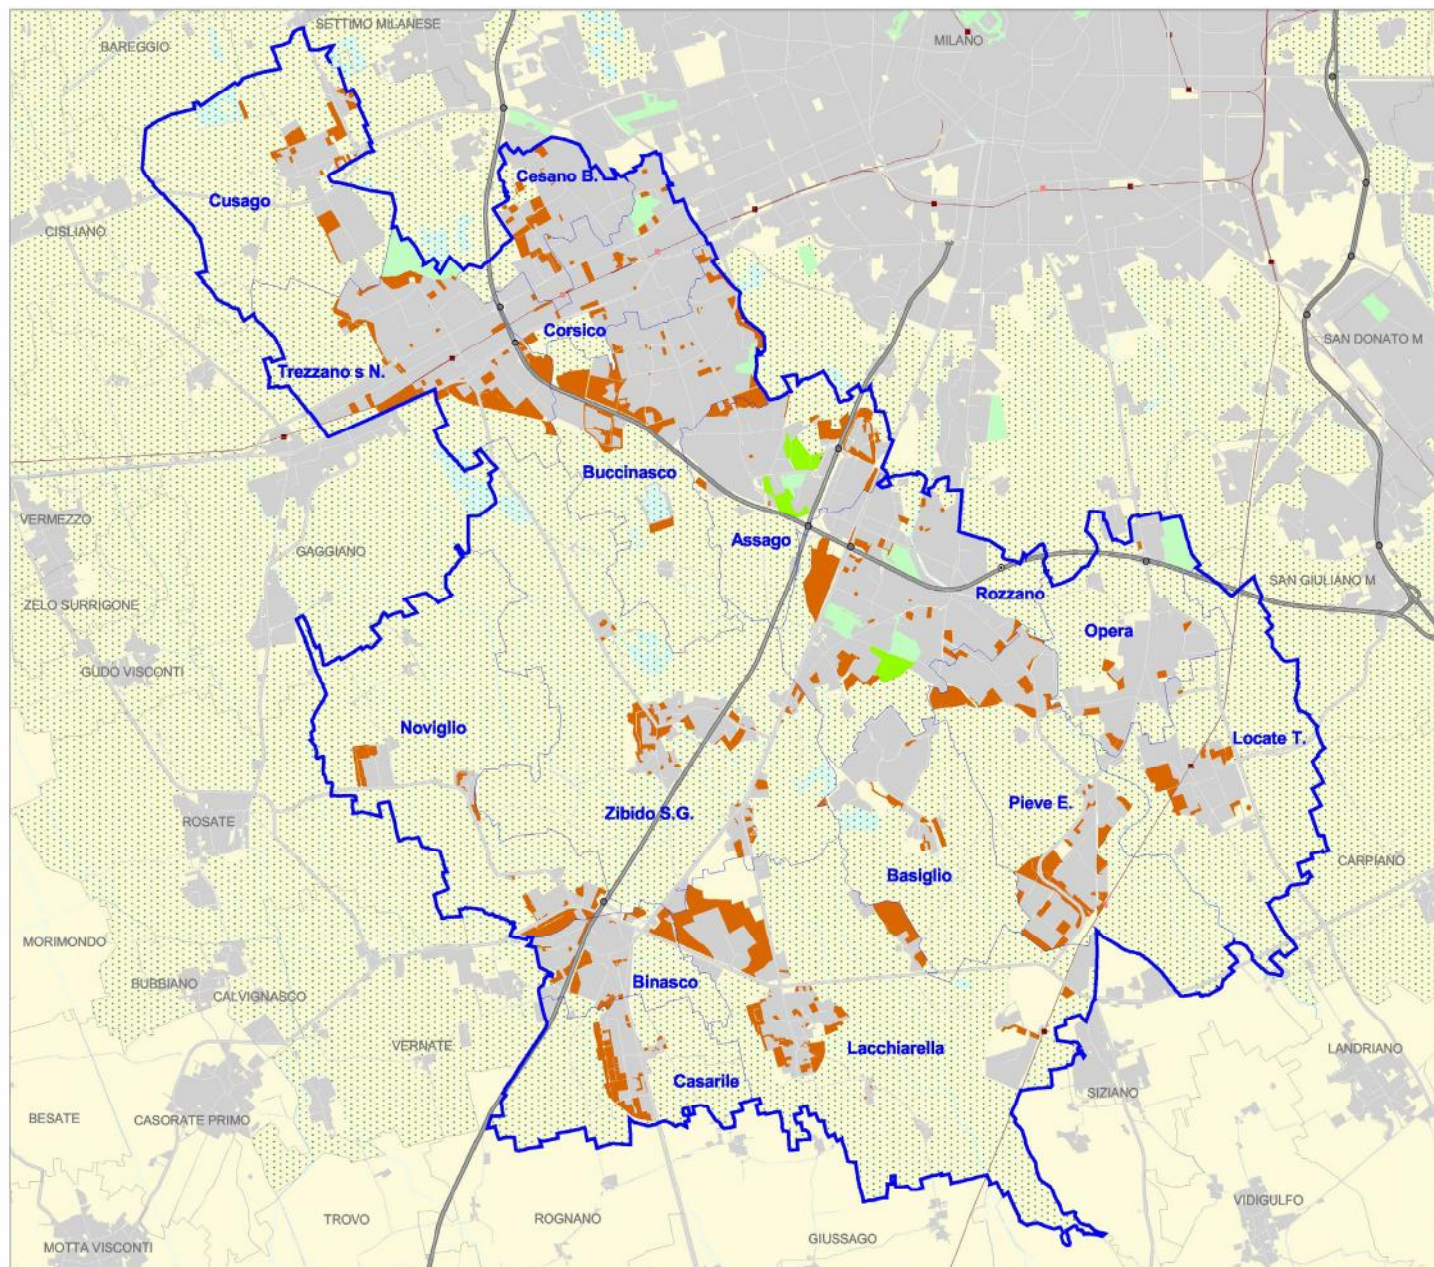 SETTIMO MILANESE
BAREGGIO
MILANO
Cesano B.
Cusago
CISLIANO
Corsico
SAN DONATO M
Trezzano s N.
Buccinasco
VERMEZZO
Assago
GAGGIANO
SAN GIULIANO M
Rozzano
ZELO SURRIGONE
Opera
GUDO VISCONTI
Noviglio
Locate T.
Pieve E.
Zibido S.G.
ROSATE
CARPIANO
Basiglio
MORIMONDO
Binasco
BUBBIANO
CALVIGNASCO
VERNATE
Lacchiarella
LANDRIANO
Casarile
SIZIANO
BESATE
CASORATE PRIMO
VIDIGULFO
TROVO
ROGNANO
GIUSSAGO
MOTTA VISCONTI